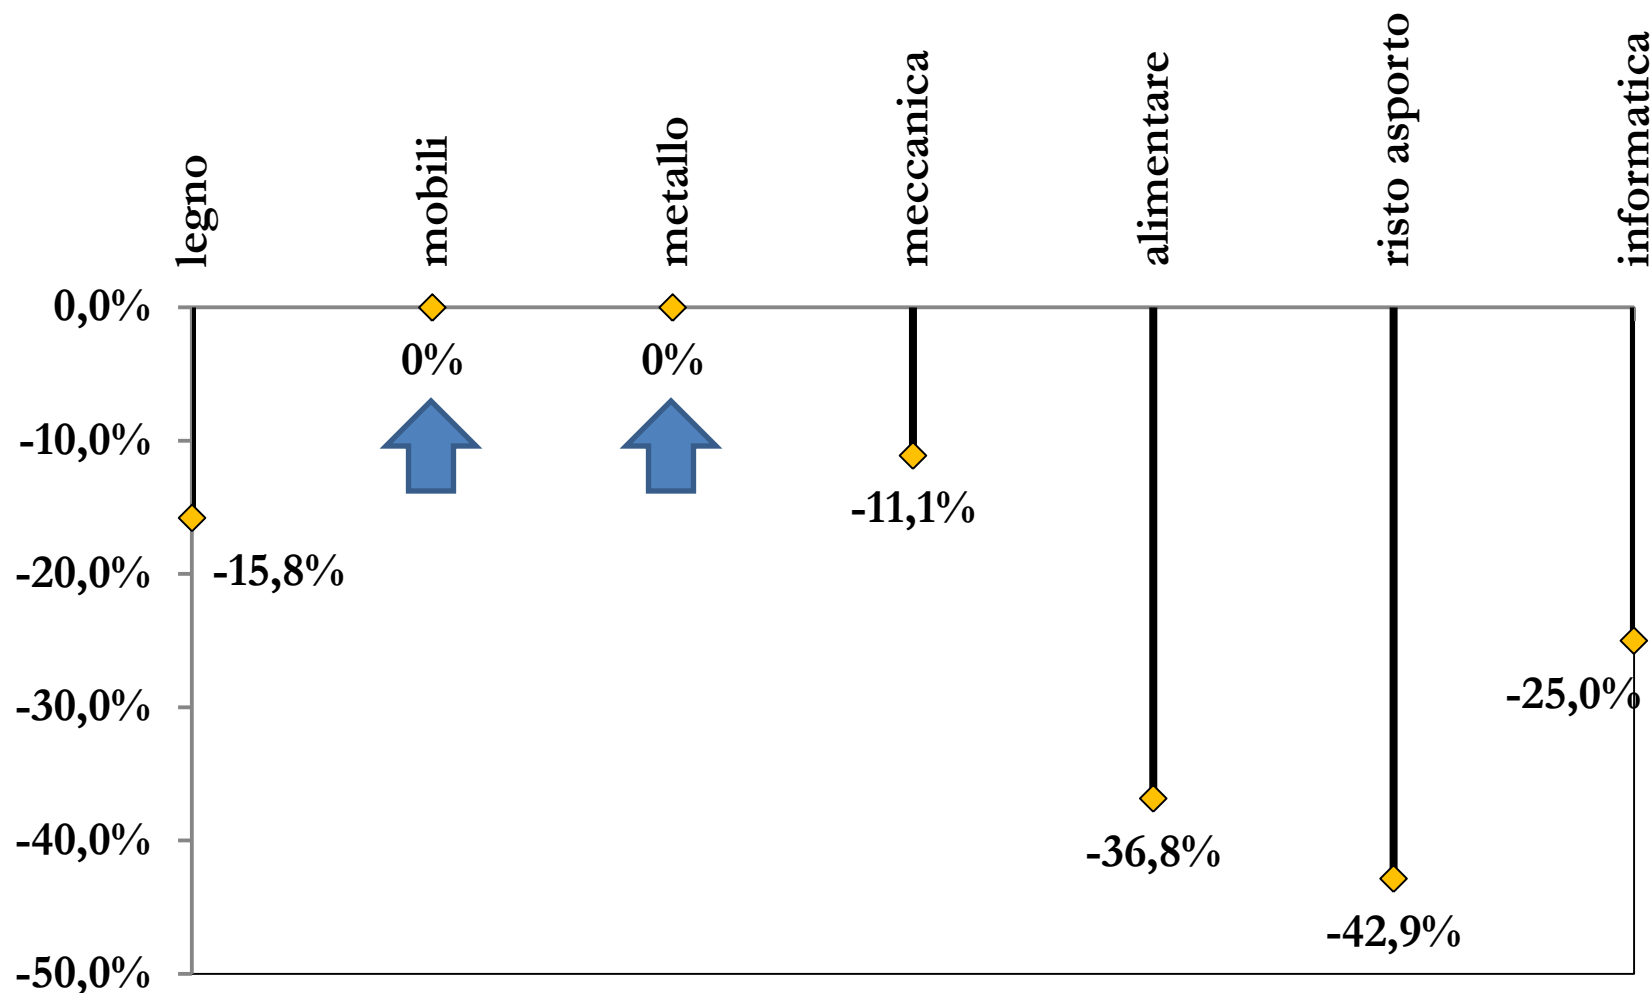 legno
mobili
metallo
meccanica
alimentare
risto asporto
informatica
0,0%
-10,0%
-20,0%
-30,0%
-40,0%
-50,0%
-15,8%
0%
0%
-11,1%
-36,8%
-42,9%
-25,0%